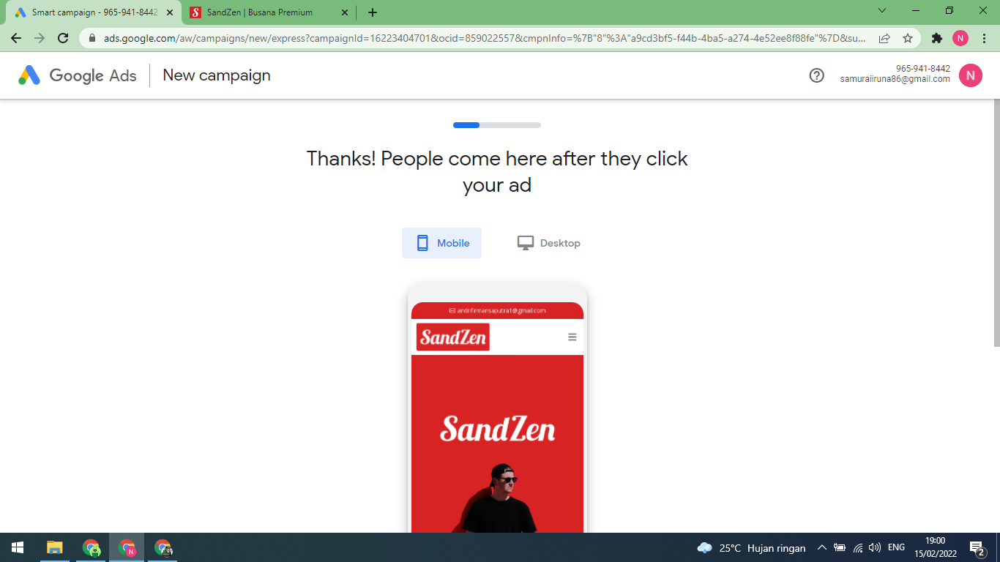 Smart campaign - 965-941-8442
SandZen | Busana Premium
ads.google.com/aw/campaigns/new/express?campaignId=16223404701&ocid=859022557&cmpnInfo=%7B"8"%3A"a9cd3bf5-f44b-4ba5-a274-4e52ee8f88fe"%7D&su...
N
Google Ads
New campaign
965-941-8442
samuraiiruna86@gmail.com
N
Thanks! People come here after they click
your ad
Mobile
Desktop
andrifirmansaputra1@gmail.com
SandZen
SandZen
25°C Hujan ringan
ENG
19:00
15/02/2022
2